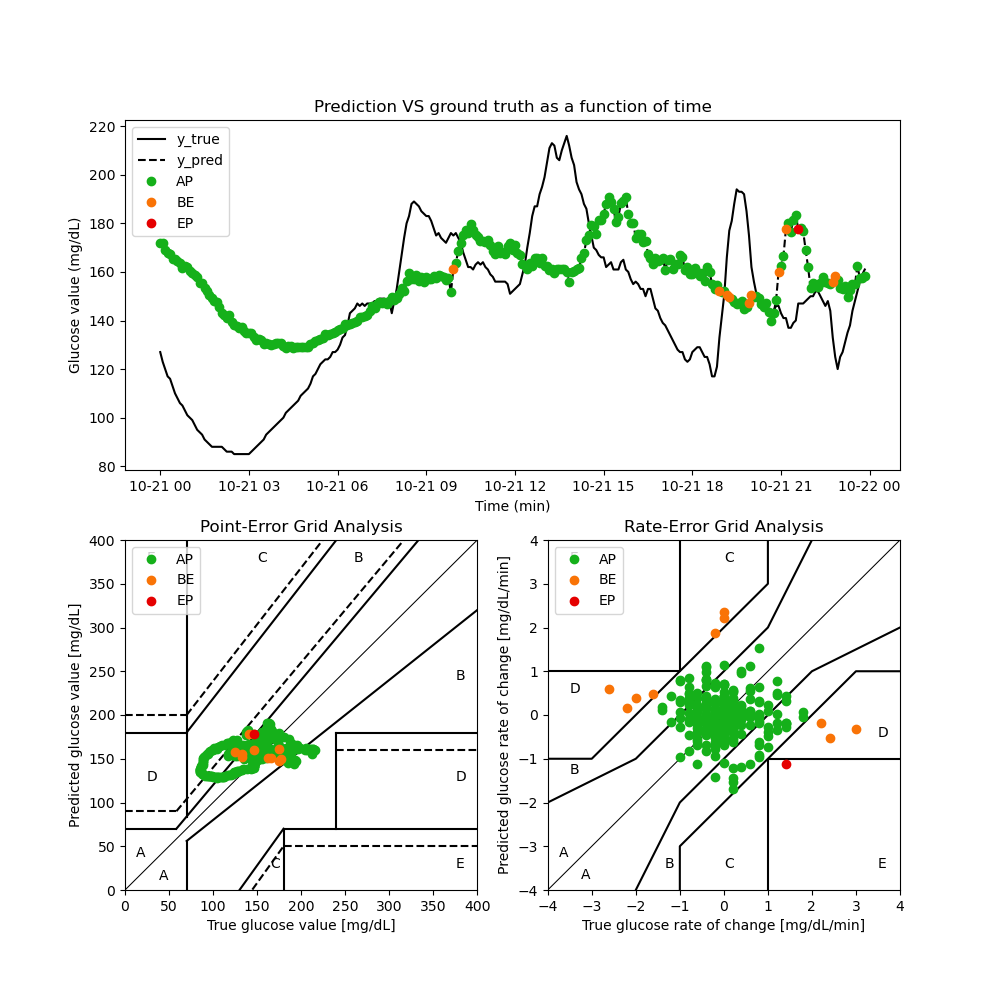 Prediction VS ground truth as a function of time
Glucose value (mg/dL)
220
200
180
160
140
120
100
80
y_true
y_pred
AP
BE
EP
10-21 00 10-21 03 10-21 06 10-21 09 10-21 12 10-21 15 10-21 18 10-21 21 10-22 00
Time (min)
Point-Error Grid Analysis
Predicted glucose value [mg/dL]
400
350
300
250
200
150
100
50
0
AP
BE
EP
C
B
B
D
D
A
A
C
E
0 50 100 150 200 250 300 350 400
True glucose value [mg/dL]
Rate-Error Grid Analysis
Predicted glucose rate of change [mg/dL/min]
4
3
2
1
0
−1
−2
−3
−4
AP
BE
EP
C
D
D
B
A
A
B
C
E
−4 −3 −2 −1 0 1 2 3 4
True glucose rate of change [mg/dL/min]